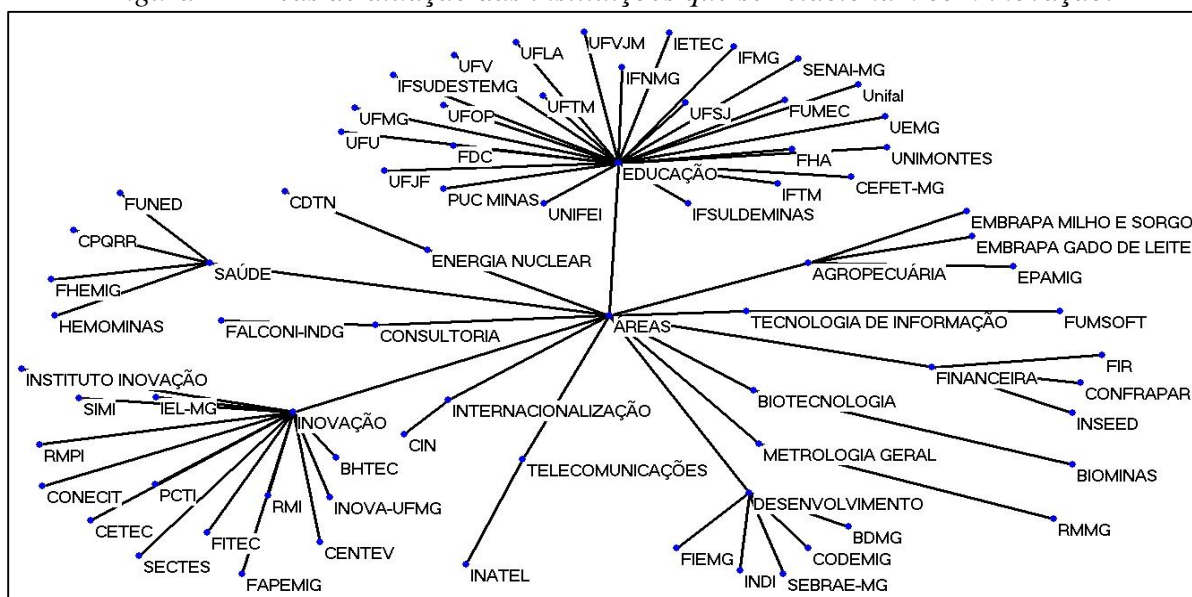 UFVJM
IETEC
UFLA
IFMG
UFV
SENAI-MG
IFNMG
IFSUDESTEMG
Unifal
UFTM
UFSJ
FUMEC
UFMG
UFOP
UEMG
UFU
FDC
FHA
UNIMONTES
EDUCAÇÃO
UFJF
CEFET-MG
PUC MINAS
IFTM
UNIFEI
IFSULDEMINAS
FUNED
CDTN
EMBRAPA MILHO E SORGO
CPQRR
EMBRAPA GADO DE LEITE
ENERGIA NUCLEAR
SAÚDE
AGROPECUÁRIA
EPAMIG
FHEMIG
HEMOMINAS
FALCONI-INDG
CONSULTORIA
ÁREAS
TECNOLOGIA DE INFORMAÇÃO
FUMSOFT
FIR
FINANCEIRA
INSTITUTO INOVAÇÃO
CONFRAPAR
BIOTECNOLOGIA
SIMI
IEL-MG
INTERNACIONALIZAÇÃO
INOVAÇÃO
INSEED
CIN
RMPI
METROLOGIA GERAL
BHTEC
TELECOMUNICAÇÕES
BIOMINAS
CONECIT
PCTI
DESENVOLVIMENTO
RMI
INOVA-UFMG
CETEC
RMMG
BDMG
FITEC
CENTEV
FIEMG
CODEMIG
SECTES
INATEL
INDI
SEBRAE-MG
FAPEMIG